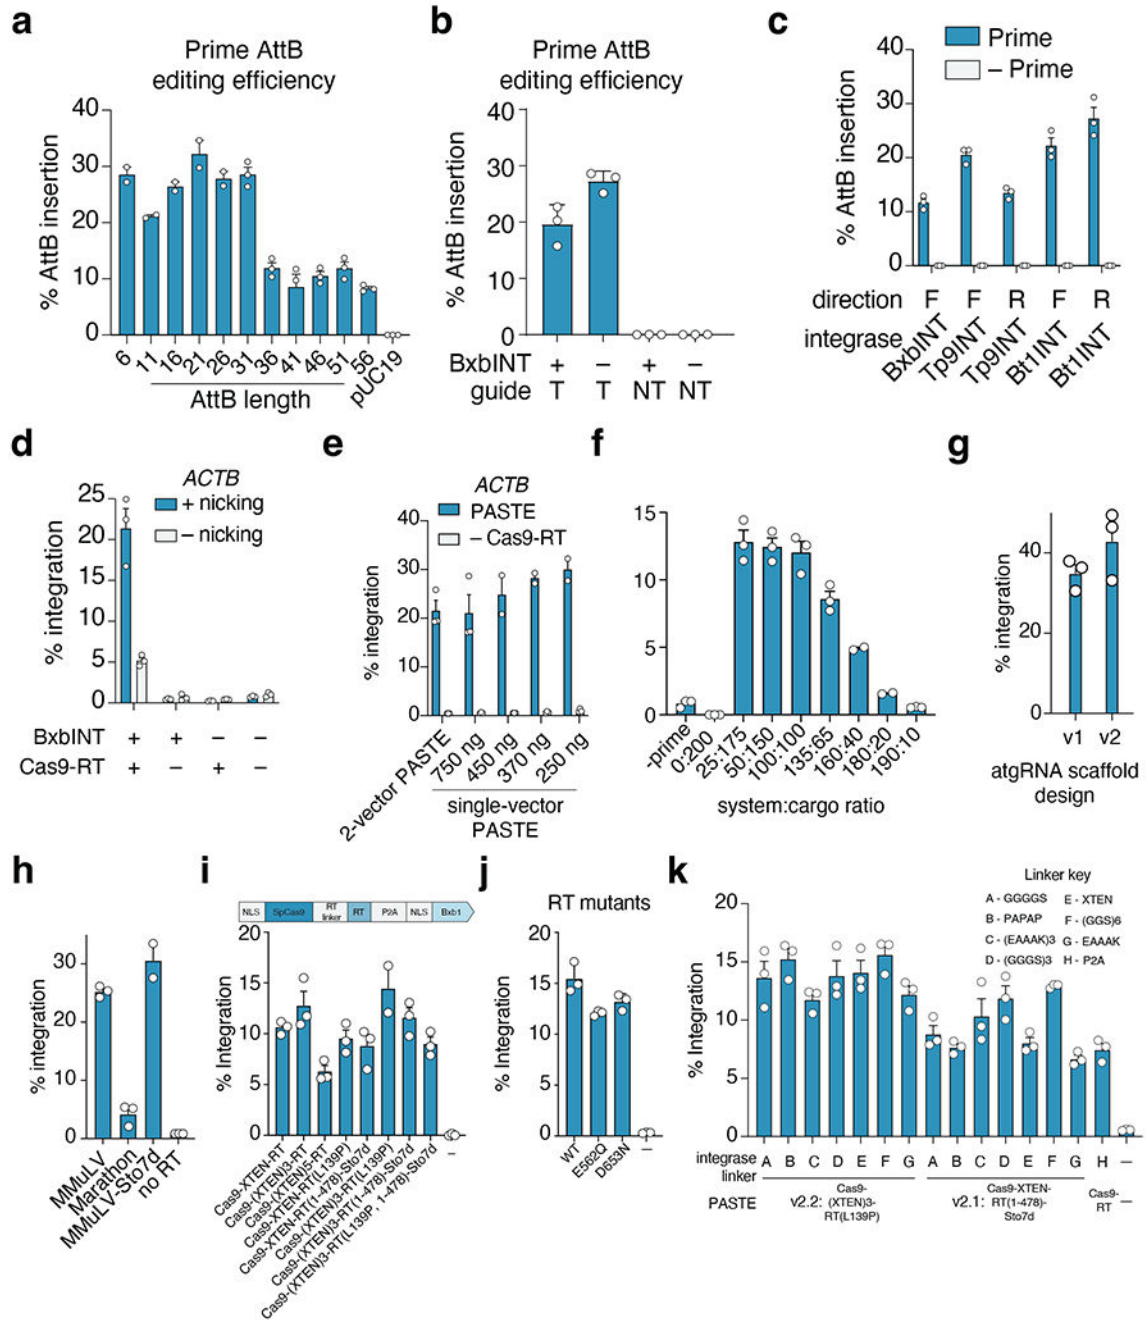 a
Prime AttB
editing efficiency
% AttB insertion
40
30
20
10
0
6 11 16 21 26 31 36 41 46 51 56 pUC19
AttB length
b
Prime AttB
editing efficiency
% AttB insertion
40
30
20
10
0
BxbINT + − + −
guide T T NT NT
c
Prime
− Prime
% AttB insertion
40
30
20
10
0
direction F F R F R
integrase BxbINT Tp9INT Tp9INT Bt1INT Bt1INT
d
ACTB
+ nicking
− nicking
% integration
25
20
15
10
5
0
BxbINT + + − −
Cas9-RT + − + −
e
ACTB
PASTE
− Cas9-RT
% integration
40
30
20
10
0
2-vector PASTE 750 ng 450 ng 370 ng 250 ng
single-vector
PASTE
f
% integration
15
10
5
0
-prime 0:200 25:175 50:150 100:100 135:65 160:40 180:20 190:10
system:cargo ratio
g
% integration
40
20
0
v1 v2
atgRNA scaffold
design
h
% integration
30
20
10
0
MMuLV Marathon MMuLV-Sto7d no RT
i
NLS SpCas9 RT linker RT P2A NLS Bxb1
% Integration
20
15
10
5
0
Cas9-XTEN-RT
Cas9-(XTEN)3-RT
Cas9-(XTEN)5-RT
Cas9-XTEN-RT(L139P)
Cas9-XTEN-RT(1-478)-Sto7d
Cas9-(XTEN)3-RT(L139P)
Cas9-(XTEN)3-RT(1-478)-Sto7d
Cas9-(XTEN)3-RT(L139P, 1-478)-Sto7d
−
j
RT mutants
% Integration
20
15
10
5
0
WT E562Q D653N −
k
Linker key
A - GGGGS E - XTEN
B - PAPAP F - (GGS)6
C - (EAAAK)3 G - EAAAK
D - (GGGS)3 H - P2A
% Integration
20
15
10
5
0
integrase A B C D E F G A B C D E F G H −
linker
PASTE v2.2: Cas9-(XTEN)3-RT(L139P) v2.1: Cas9-XTEN-RT(1-478)-Sto7d Cas9-RT